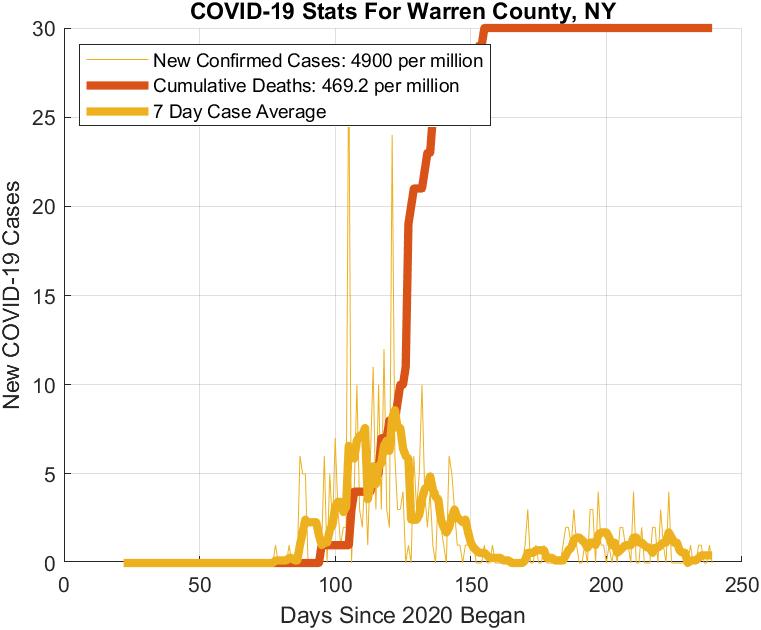 COVID-19 Stats For Warren County, NY
New Confirmed Cases: 4900 per million
Cumulative Deaths: 469.2 per million
7 Day Case Average
New COVID-19 Cases
30
25
20
15
10
5
0
0 50 100 150 200 250
Days Since 2020 Began